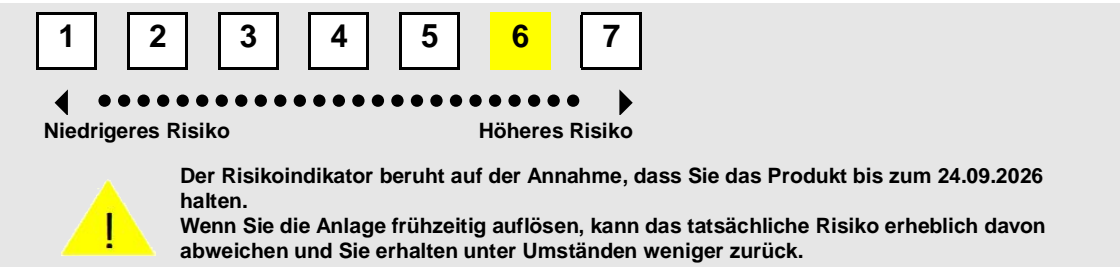 1 2 3 4 5 6 7
Niedrigeres Risiko Höheres Risiko
Der Risikoindikator beruht auf der Annahme, dass Sie das Produkt bis zum 24.09.2026
halten.
Wenn Sie die Anlage frühzeitig auflösen, kann das tatsächliche Risiko erheblich davon
abweichen und Sie erhalten unter Umständen weniger zurück.
!